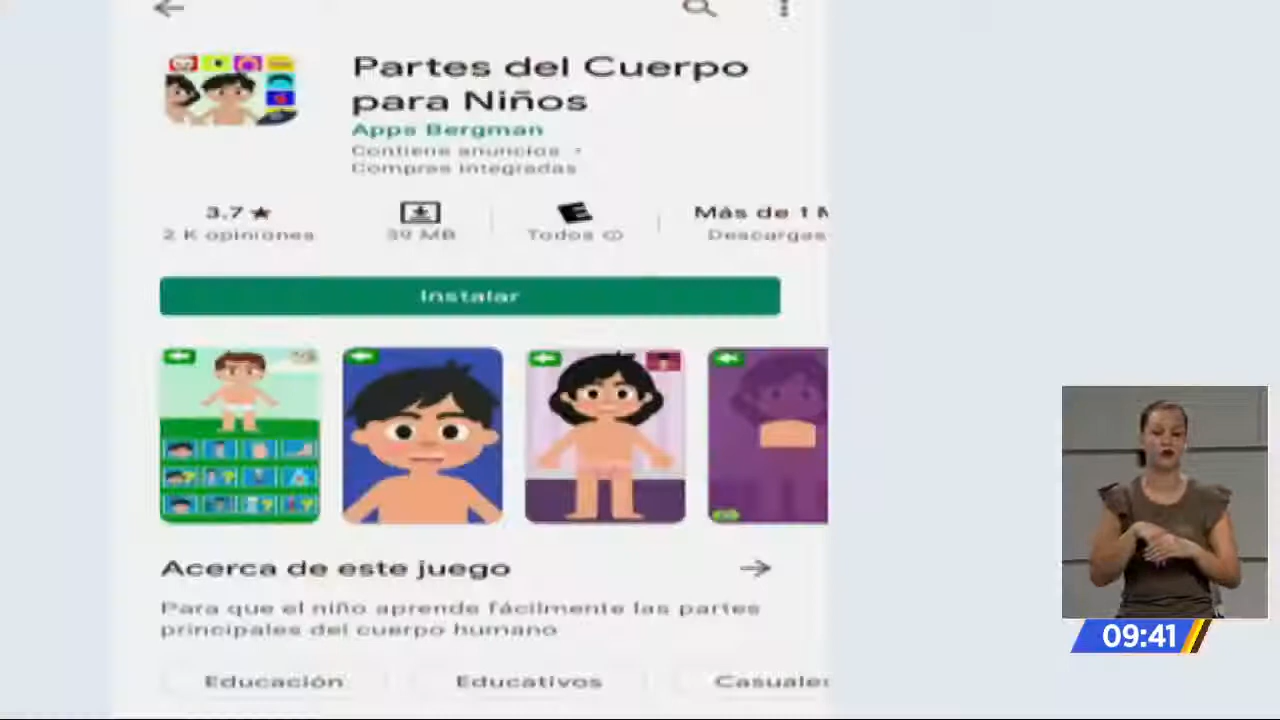 Partes del Cuerpo
para Niños
Apps Bergman
Contiene anuncios •
Compras integradas
3,7 ★
2 K opiniones
39 MB
E
Todos
Más de 1 M
Descargas
Instalar
Acerca de este juego
Para que el niño aprende fácilmente las partes
principales del cuerpo humano
Educación
Educativos
Casuales
09:41